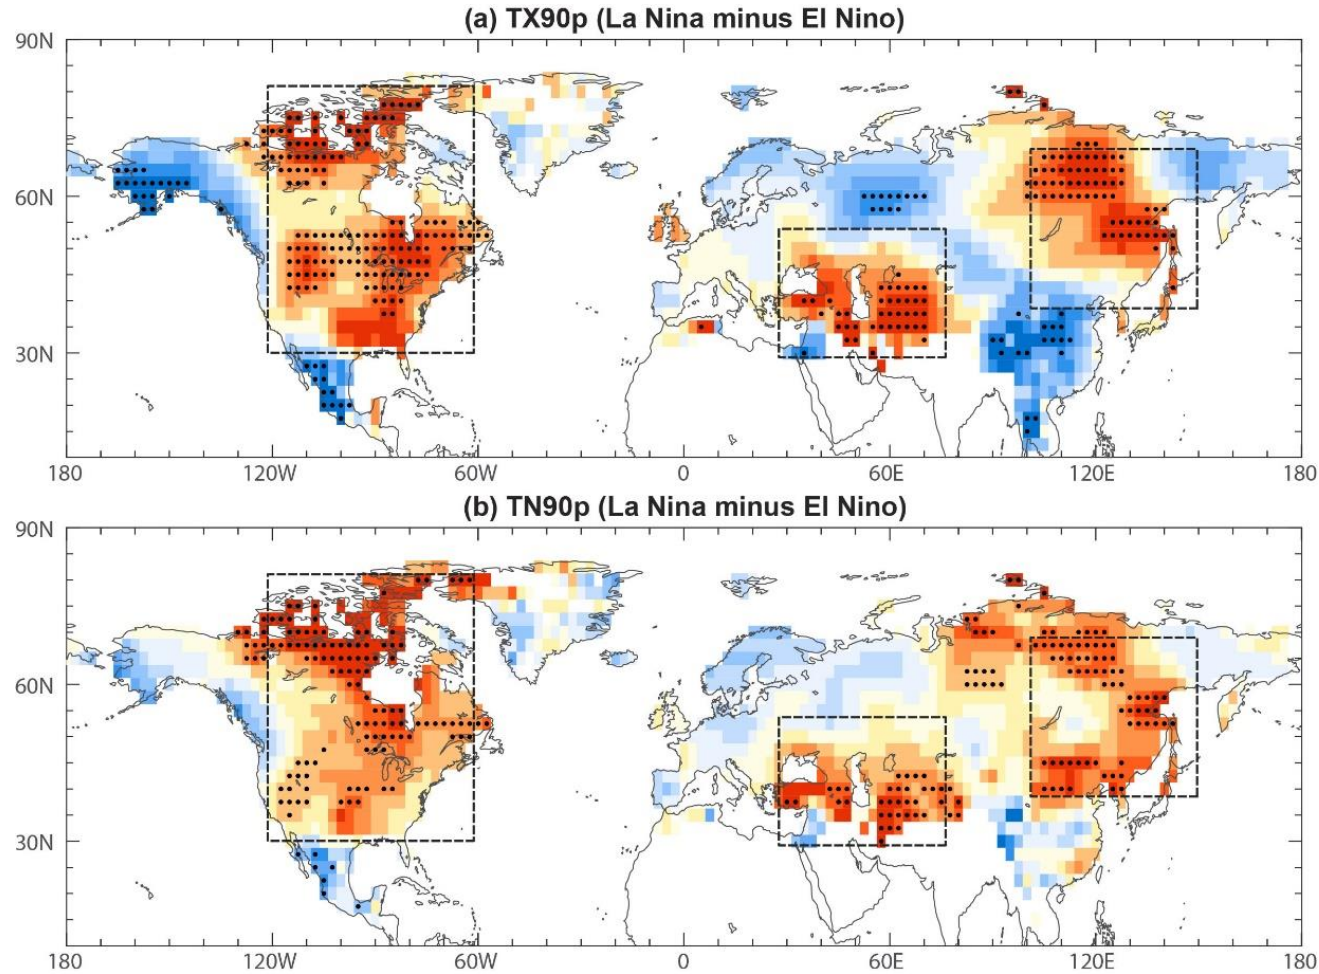 (a) TX90p (La Nina minus El Nino)
90N
60N
30N
180 120W 60W 0 60E 120E 180
(b) TN90p (La Nina minus El Nino)
90N
60N
30N
180 120W 60W 0 60E 120E 180